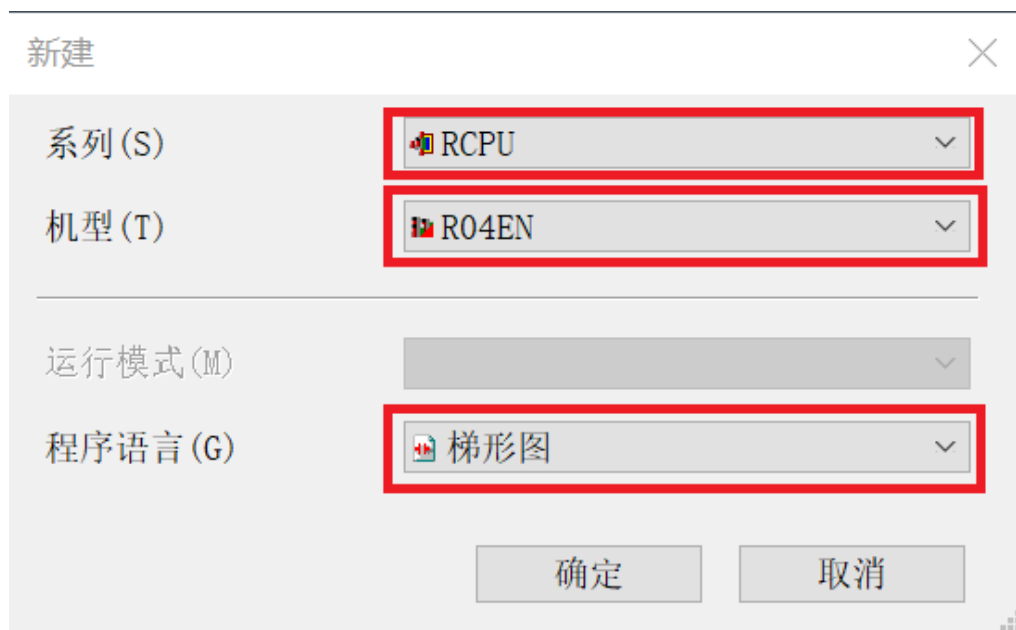 新建
系列(S) RCPU
机型(T) R04EN
运行模式(M)
程序语言(G) 梯形图
确定 取消